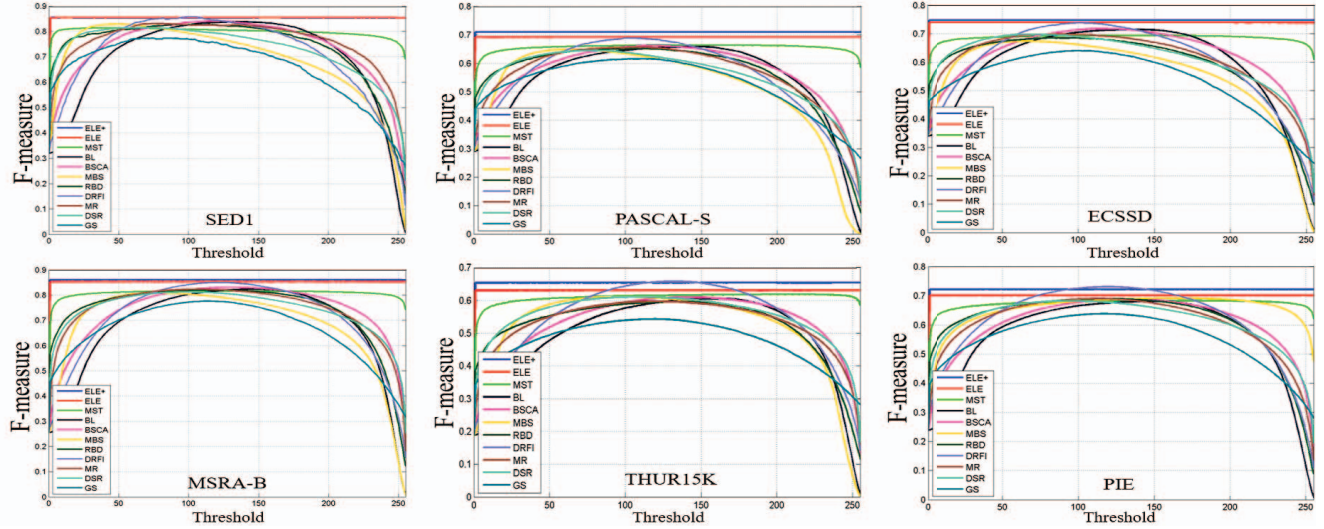 F-measure
0.9
0.8
0.7
0.6
0.5
0.4
0.3
0.2
0.1
0
ELE+
ELE
MST
BL
BSCA
MBS
RBD
DRFI
MR
DSR
GS
SED1
0 50 100 150 200 250
Threshold
F-measure
0.8
0.7
0.6
0.5
0.4
0.3
0.2
0.1
0
ELE+
ELE
MST
BL
BSCA
MBS
RBD
DRFI
MR
DSR
GS
PASCAL-S
0 50 100 150 200 250
Threshold
F-measure
0.8
0.7
0.6
0.5
0.4
0.3
0.2
0.1
0
ELE+
ELE
MST
BL
BSCA
MBS
RBD
DRFI
MR
DSR
GS
ECSSD
0 50 100 150 200 250
Threshold
F-measure
0.9
0.8
0.7
0.6
0.5
0.4
0.3
0.2
0.1
0
ELE+
ELE
MST
BL
BSCA
MBS
RBD
DRFI
MR
DSR
GS
MSRA-B
0 50 100 150 200 250
Threshold
F-measure
0.7
0.6
0.5
0.4
0.3
0.2
0.1
0
ELE+
ELE
MST
BL
BSCA
MBS
RBD
DRFI
MR
DSR
GS
THUR15K
0 50 100 150 200 250
Threshold
F-measure
0.8
0.7
0.6
0.5
0.4
0.3
0.2
0.1
0
ELE+
ELE
MST
BL
BSCA
MBS
RBD
DRFI
MR
DSR
GS
PIE
0 50 100 150 200 250
Threshold